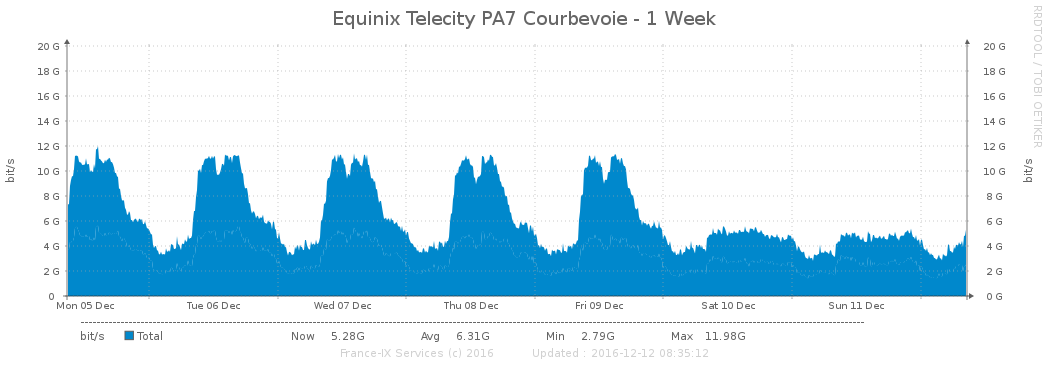 Equinix Telecity PA7 Courbevoie - 1 Week
RRDTOOL / TOBI OETIKER
bit/s
20 G
18 G
16 G
14 G
12 G
10 G
8 G
6 G
4 G
2 G
0
20 G
18 G
16 G
14 G
12 G
10 G
8 G
6 G
4 G
2 G
0 G
bit/s
Mon 05 Dec Tue 06 Dec Wed 07 Dec Thu 08 Dec Fri 09 Dec Sat 10 Dec Sun 11 Dec
bit/s Total Now 5.28G Avg 6.31G Min 2.79G Max 11.98G
France-IX Services (c) 2016 Updated : 2016-12-12 08:35:12